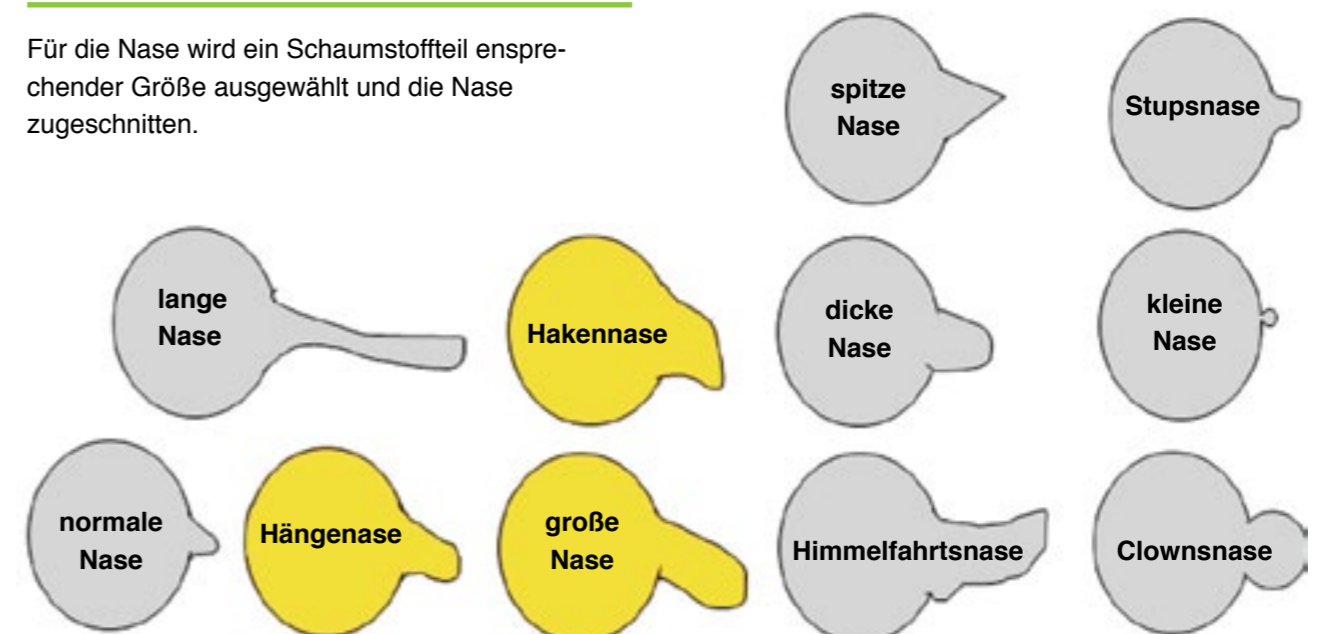 Für die Nase wird ein Schaumstoffteil enspre-
chender Größe ausgewählt und die Nase
zugeschnitten.
spitze
Nase
Stupsnase
lange
Nase
Hakennase
dicke
Nase
kleine
Nase
normale
Nase
Hängenase
große
Nase
Himmelfahrtsnase
Clownsnase